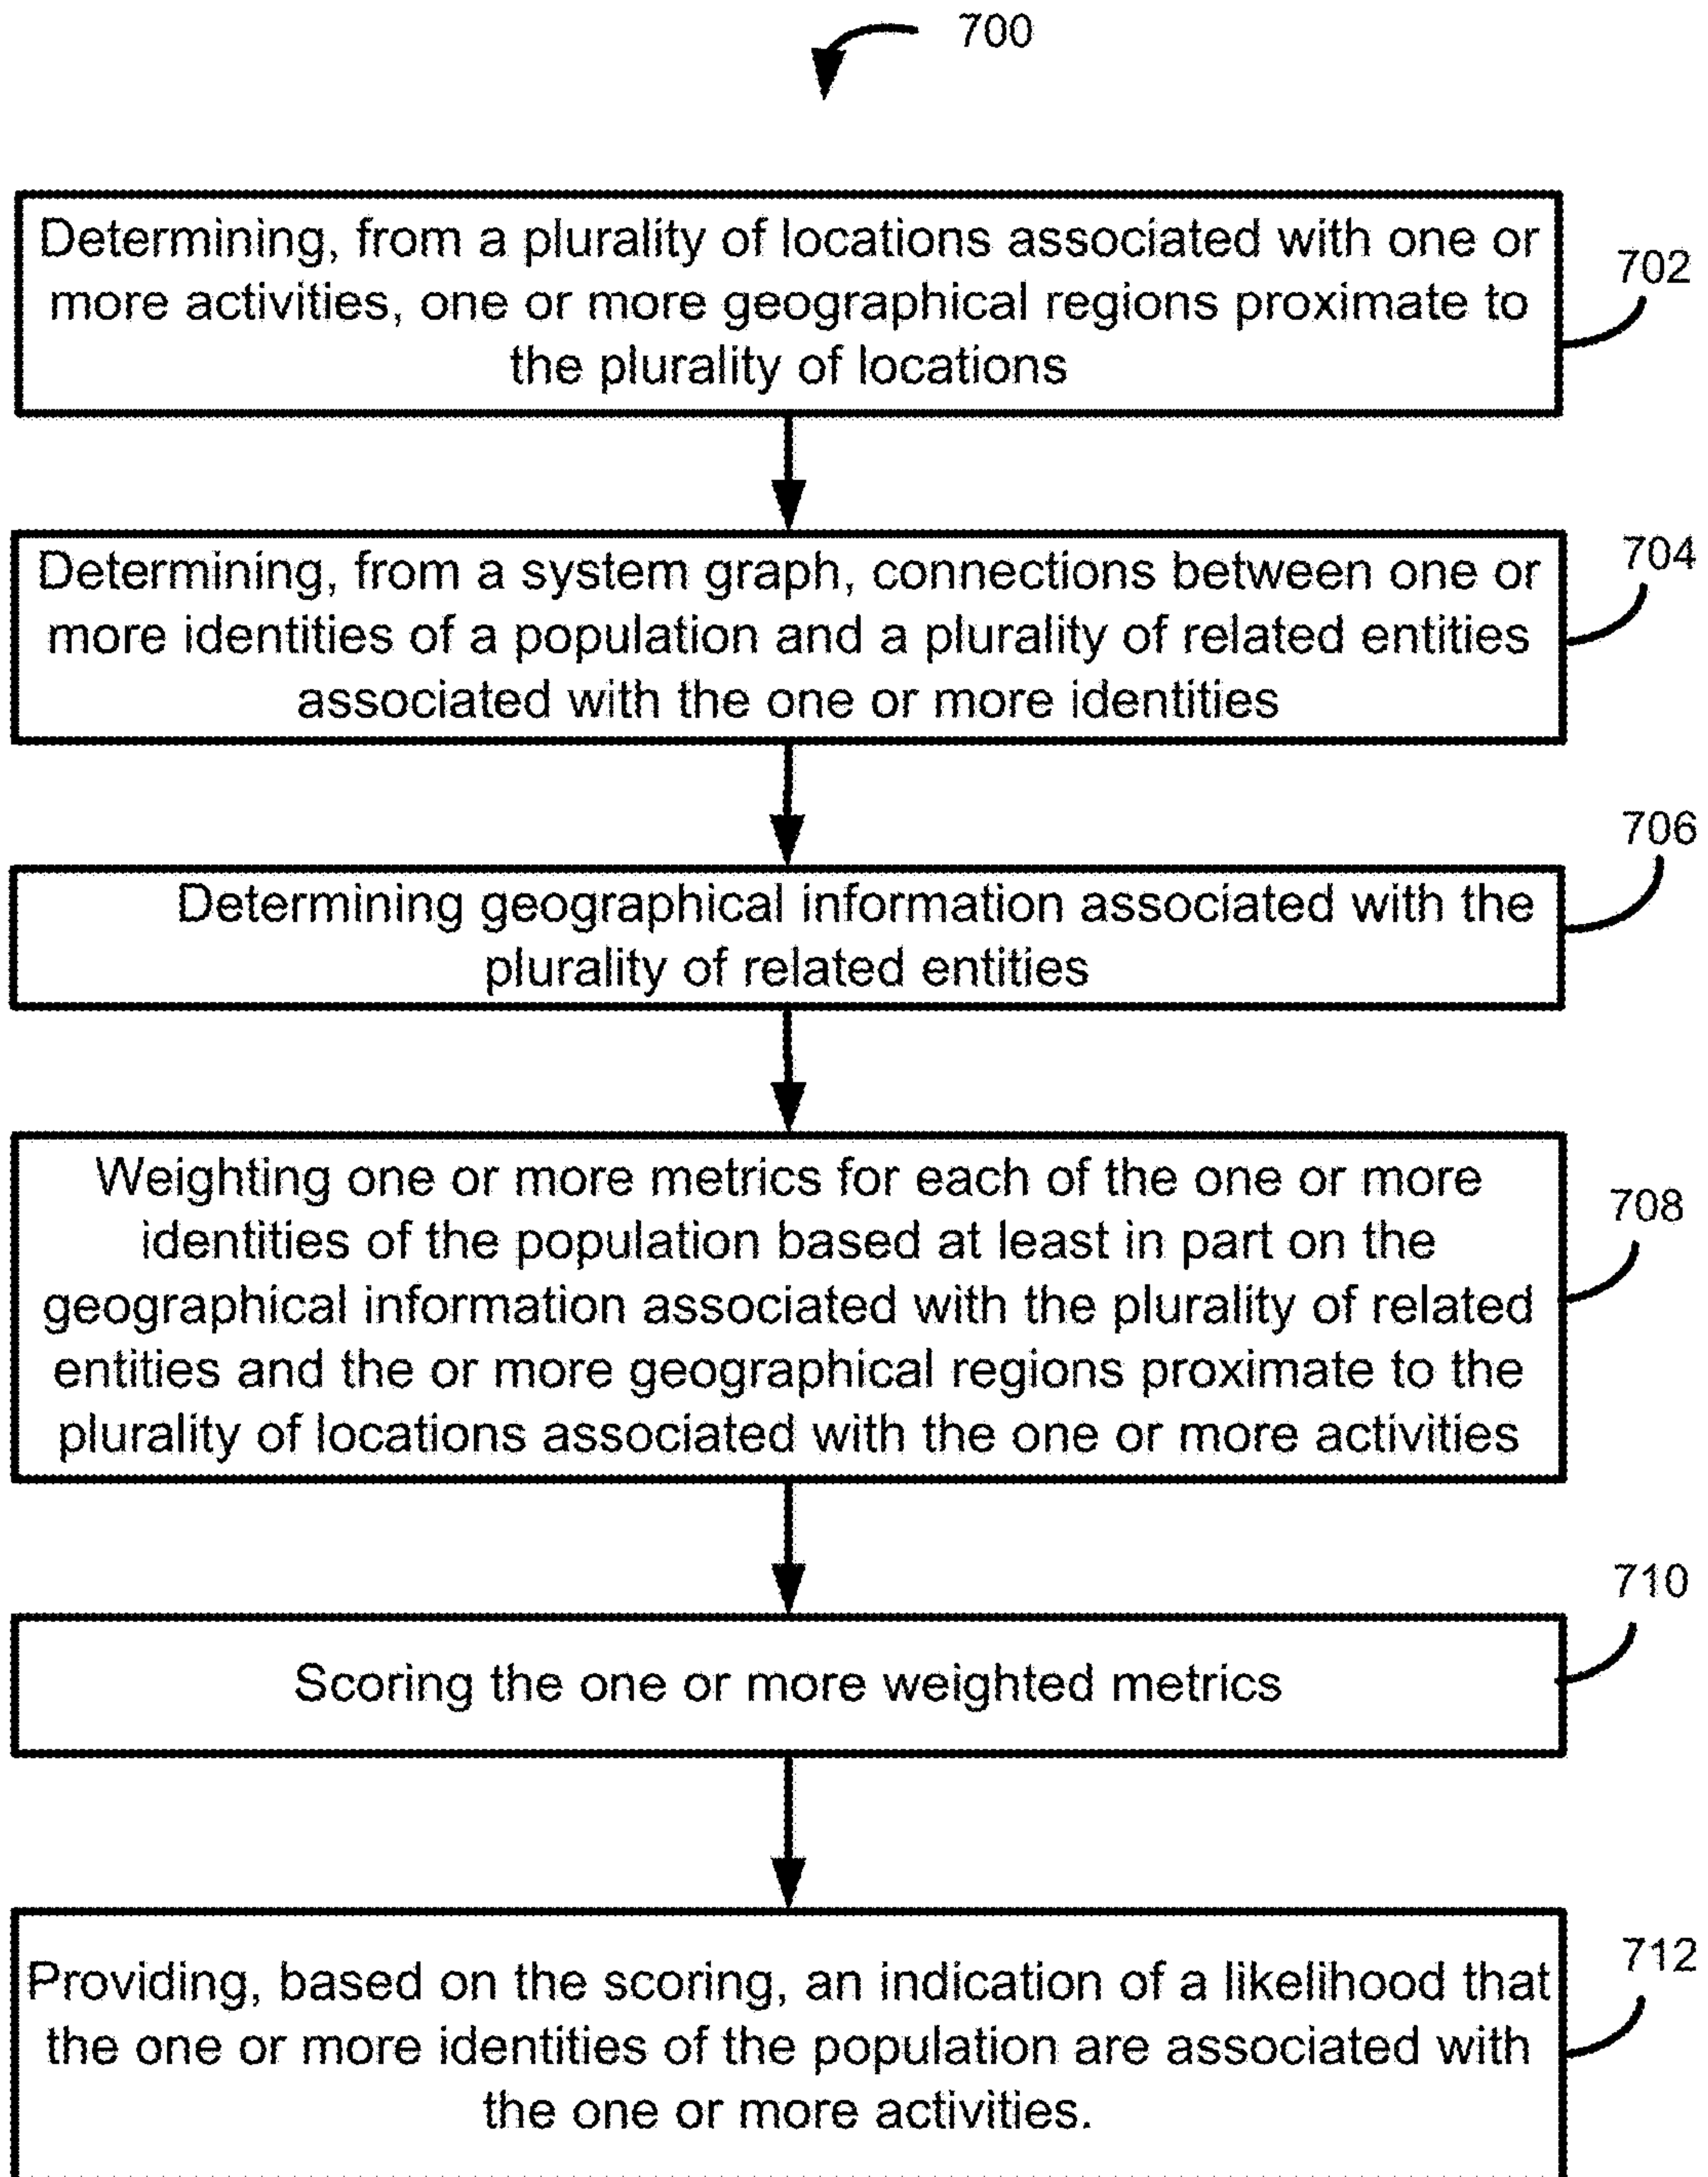 700
Determining, from a plurality of locations associated with one or
more activities, one or more geographical regions proximate to
the plurality of locations
702
Determining, from a system graph, connections between one or
more identities of a population and a plurality of related entities
associated with the one or more identities
704
Determining geographical information associated with the
plurality of related entities
706
Weighting one or more metrics for each of the one or more
identities of the population based at least in part on the
geographical information associated with the plurality of related
entities and the or more geographical regions proximate to the
plurality of locations associated with the one or more activities
708
Scoring the one or more weighted metrics
710
Providing, based on the scoring, an indication of a likelihood that
the one or more identities of the population are associated with
the one or more activities.
712